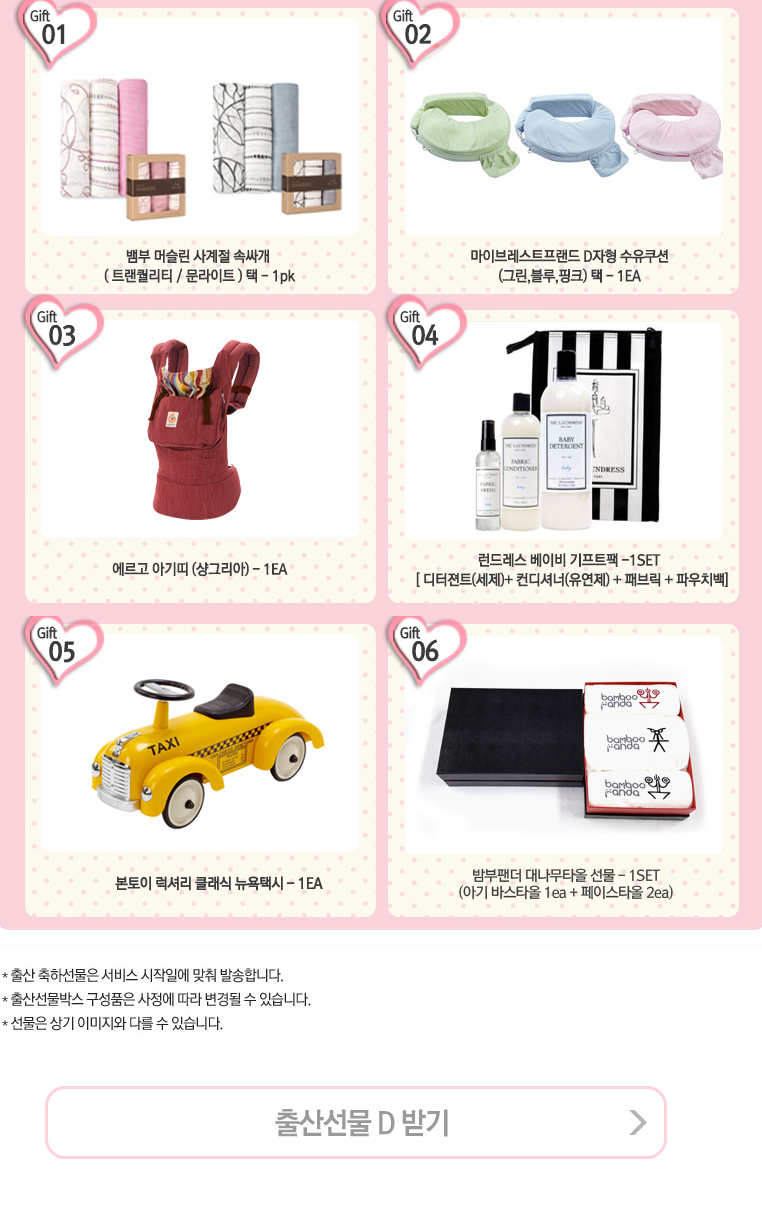 Gift
01
Gift
02
뱀부 머슬린 사계절 속싸개
( 트랜퀄리티 / 문라이트 ) 택 - 1pk
마이브레스트프랜드 D자형 수유쿠션
(그린,블루,핑크) 택 - 1EA
Gift
03
Gift
04
THE LAUNDRESS
FABRIC
FRESH
THE LAUNDRESS
FABRIC
CONDITIONER
baby
THE LAUNDRESS
BABY
DETERGENT
baby
NDRESS
에르고 아기띠 (샹그리아) - 1EA
런드레스 베이비 기프트팩 -1SET
[ 디터젼트(세제)+ 컨디셔너(유연제) + 패브릭 + 파우치백]
Gift
05
Gift
06
TAXI
bamboo
panda
bamboo
panda
bamboo
panda
본토이 럭셔리 클래식 뉴욕택시 - 1EA
밤부팬더 대나무타올 선물 - 1SET
(아기 바스타올 1ea + 페이스타올 2ea)
* 출산 축하선물은 서비스 시작일에 맞춰 발송합니다.
* 출산선물박스 구성품은 사정에 따라 변경될 수 있습니다.
* 선물은 상기 이미지와 다를 수 있습니다.
출산선물 D 받기